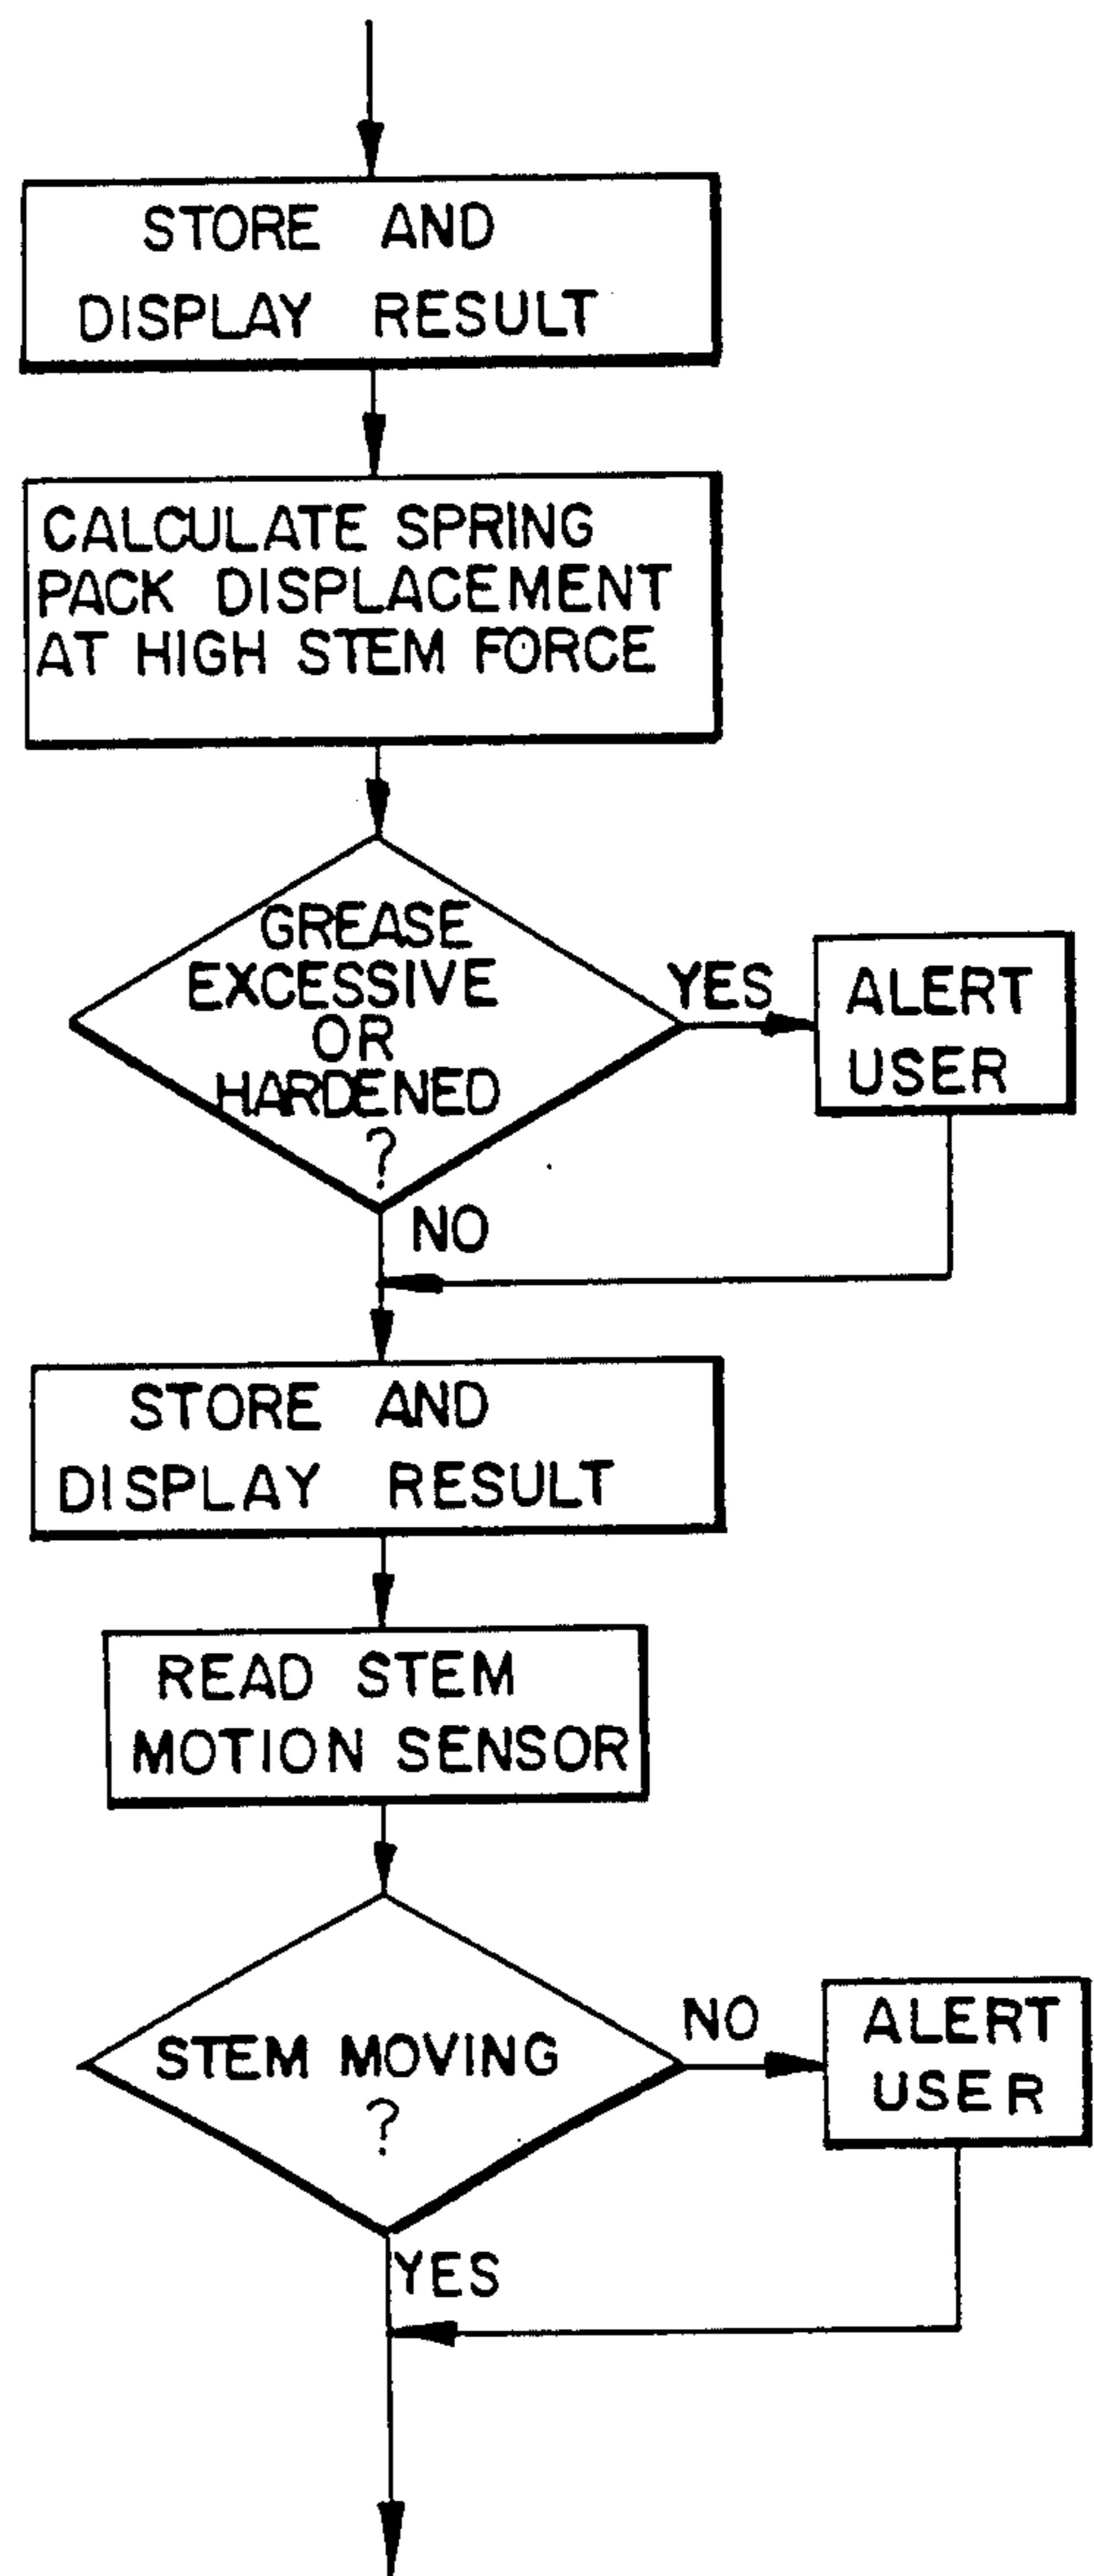 STORE AND
DISPLAY RESULT
CALCULATE SPRING
PACK DISPLACEMENT
AT HIGH STEM FORCE
GREASE
EXCESSIVE
OR
HARDENED
?
YES
ALERT
USER
NO
STORE AND
DISPLAY RESULT
READ STEM
MOTION SENSOR
STEM MOVING
?
NO
ALERT
USER
YES